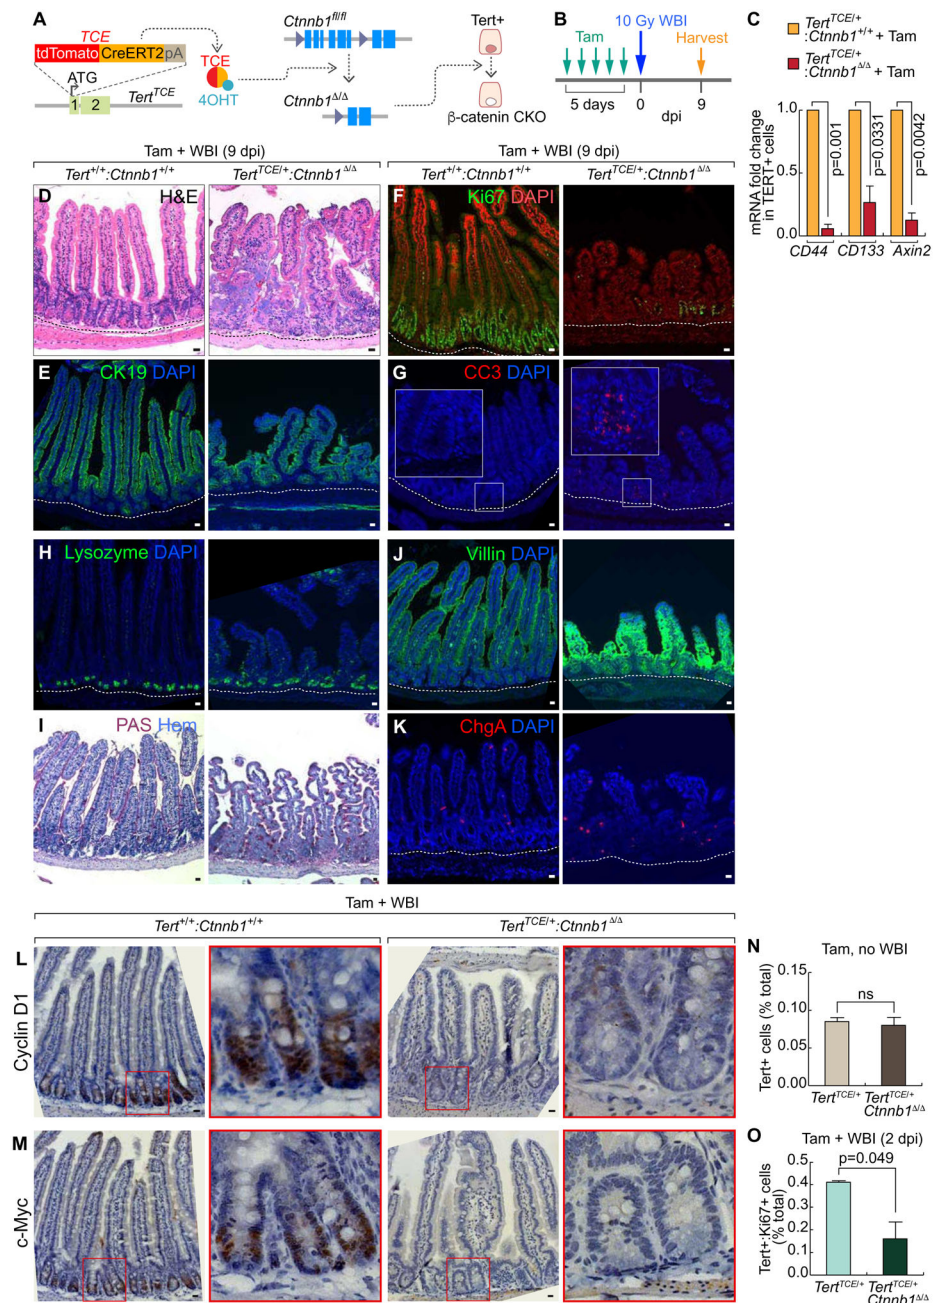 A
TCE
tdTomato CreERT2 pA
ATG
1 2
Tert^TCE
TCE
4OHT
Ctnnb1^fl/fl
Ctnnb1^Δ/Δ
Tert+
β-catenin CKO
B
10 Gy WBI
Tam
Harvest
5 days
0
9
dpi
C
Tert^TCE/+
:Ctnnb1^+/+ + Tam
Tert^TCE/+
:Ctnnb1^Δ/Δ + Tam
mRNA fold change
in TERT+ cells
1.0
0.5
0.0
p=0.001
p=0.0331
p=0.0042
CD44
CD133
Axin2
Tam + WBI (9 dpi)
Tert^+/+:Ctnnb1^+/+
Tert^TCE/+:Ctnnb1^Δ/Δ
Tam + WBI (9 dpi)
Tert^+/+:Ctnnb1^+/+
Tert^TCE/+:Ctnnb1^Δ/Δ
D
H&E
F
Ki67 DAPI
E
CK19 DAPI
G
CC3 DAPI
H
Lysozyme DAPI
J
Villin DAPI
I
PAS Hem
K
ChgA DAPI
Tam + WBI
Tert^+/+:Ctnnb1^+/+
Tert^TCE/+:Ctnnb1^Δ/Δ
L
Cyclin D1
M
c-Myc
N
Tam, no WBI
Tert+ cells (% total)
0.15
0.10
0.05
0.00
ns
Tert^TCE/+
Tert^TCE/+
Ctnnb1^Δ/Δ
O
Tam + WBI (2 dpi)
p=0.049
Tert+:Ki67+ cells
(% total)
0.4
0.2
0
Tert^TCE/+
Tert^TCE/+
Ctnnb1^Δ/Δ